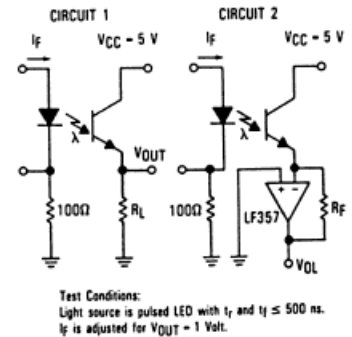 CIRCUIT 1
CIRCUIT 2
IF
VCC = 5 V
IF
VCC = 5 V
λ
λ
VOUT
+ -
100Ω
RL
100Ω
LF357
RF
VOL
Test Conditions:
Light source is pulsed LED with tr and tf ≤ 500 ns.
IF is adjusted for VOUT = 1 Volt.